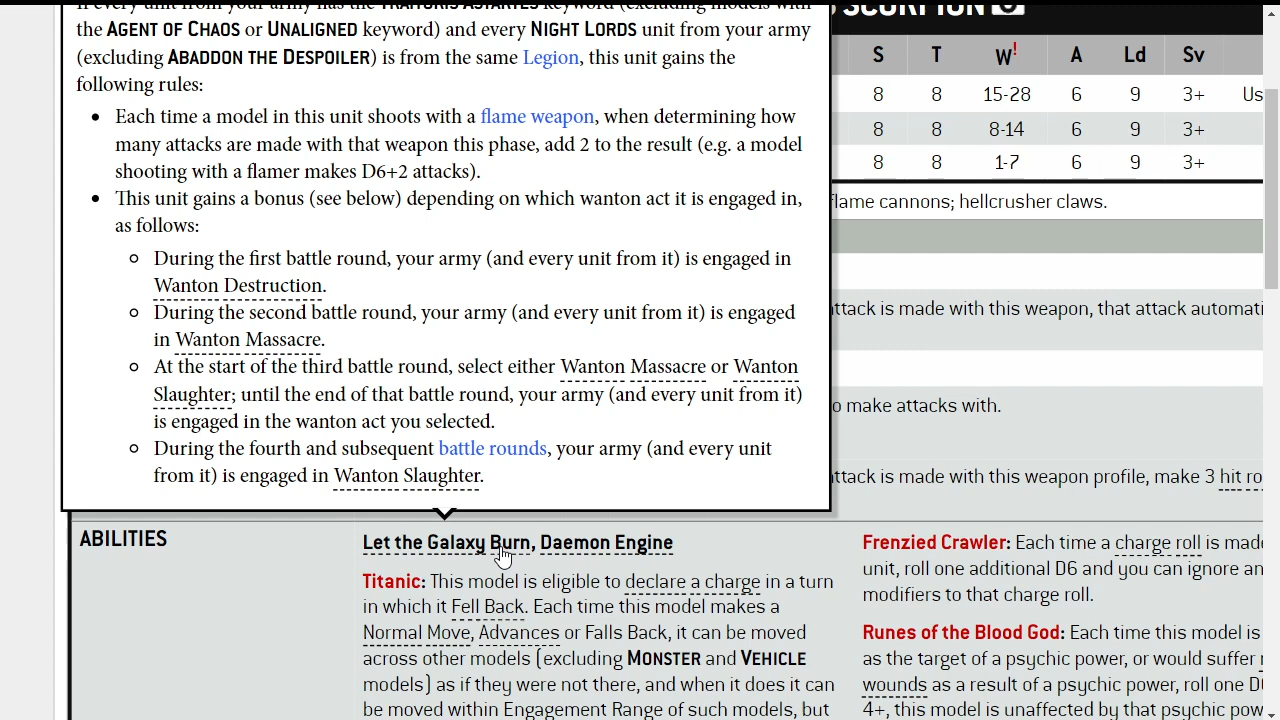 If every unit from your army has the TRAITORIS ASTARTES keyword (excluding models with
the AGENT OF CHAOS or UNALIGNED keyword) and every NIGHT LORDS unit from your army
(excluding ABADDON THE DESPOILER) is from the same Legion, this unit gains the
following rules:
• Each time a model in this unit shoots with a flame weapon, when determining how
many attacks are made with that weapon this phase, add 2 to the result (e.g. a model
shooting with a flamer makes D6+2 attacks).
• This unit gains a bonus (see below) depending on which wanton act it is engaged in,
as follows:
○ During the first battle round, your army (and every unit from it) is engaged in
Wanton Destruction.
○ During the second battle round, your army (and every unit from it) is engaged
in Wanton Massacre.
○ At the start of the third battle round, select either Wanton Massacre or Wanton
Slaughter; until the end of that battle round, your army (and every unit from it)
is engaged in the wanton act you selected.
○ During the fourth and subsequent battle rounds, your army (and every unit
from it) is engaged in Wanton Slaughter.
SCORPION
S T W! A Ld Sv
8 8 15-28 6 9 3+ Us
8 8 8-14 6 9 3+
8 8 1-7 6 9 3+
flame cannons; hellcrusher claws.
ttack is made with this weapon, that attack automati
o make attacks with.
ttack is made with this weapon profile, make 3 hit ro
ABILITIES
Let the Galaxy Burn, Daemon Engine
Titanic: This model is eligible to declare a charge in a turn
in which it Fell Back. Each time this model makes a
Normal Move, Advances or Falls Back, it can be moved
across other models (excluding MONSTER and VEHICLE
models) as if they were not there, and when it does it can
be moved within Engagement Range of such models, but
Frenzied Crawler: Each time a charge roll is mad
unit, roll one additional D6 and you can ignore an
modifiers to that charge roll.
Runes of the Blood God: Each time this model is
as the target of a psychic power, or would suffer
wounds as a result of a psychic power, roll one D
4+, this model is unaffected by that psychic pow